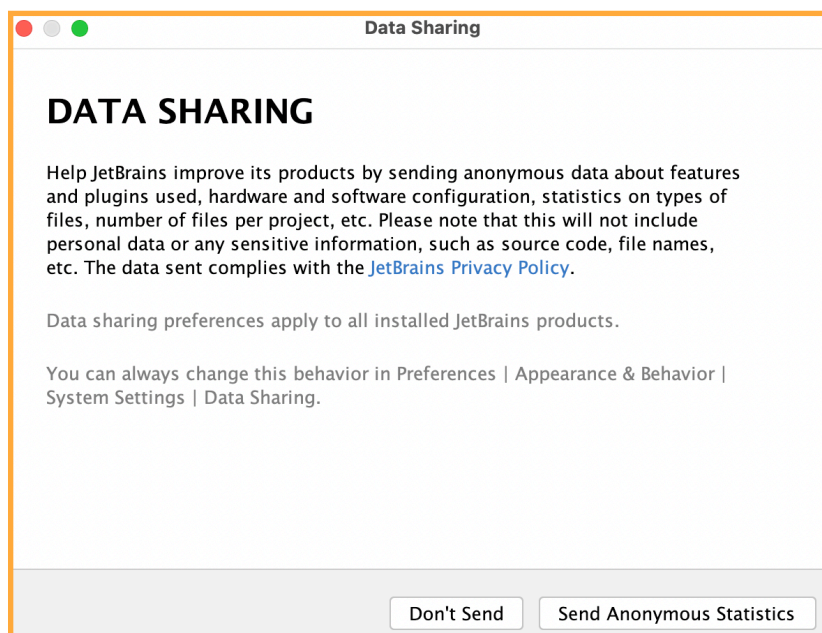 Data Sharing
DATA SHARING
Help JetBrains improve its products by sending anonymous data about features
and plugins used, hardware and software configuration, statistics on types of
files, number of files per project, etc. Please note that this will not include
personal data or any sensitive information, such as source code, file names,
etc. The data sent complies with the JetBrains Privacy Policy.
Data sharing preferences apply to all installed JetBrains products.
You can always change this behavior in Preferences | Appearance & Behavior |
System Settings | Data Sharing.
Don't Send
Send Anonymous Statistics